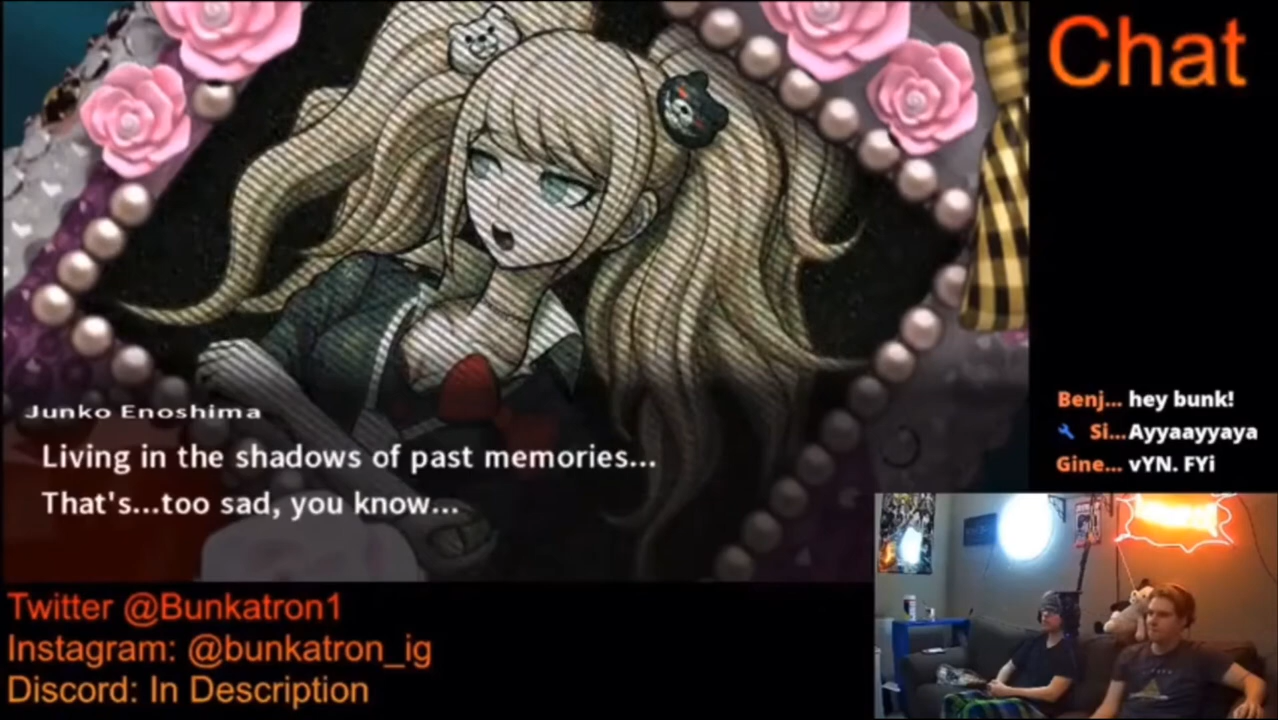 Chat
Junko Enoshima
Living in the shadows of past memories...
That's...too sad, you know...
Benj... hey bunk!
Si... Ayyaayyaya
Gine... vYN. FYi
Twitter @Bunkatron1
Instagram: @bunkatron_ig
Discord: In Description